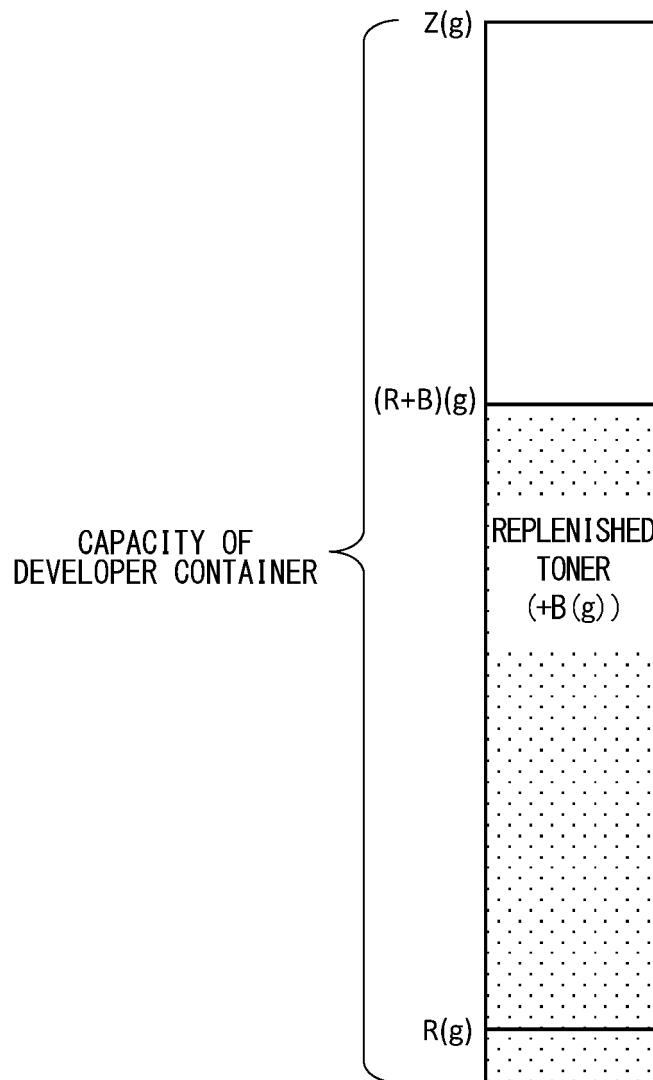 Z(g)
(R+B)(g)
CAPACITY OF
DEVELOPER CONTAINER
REPLENISHED
TONER
(+B(g))
R(g)